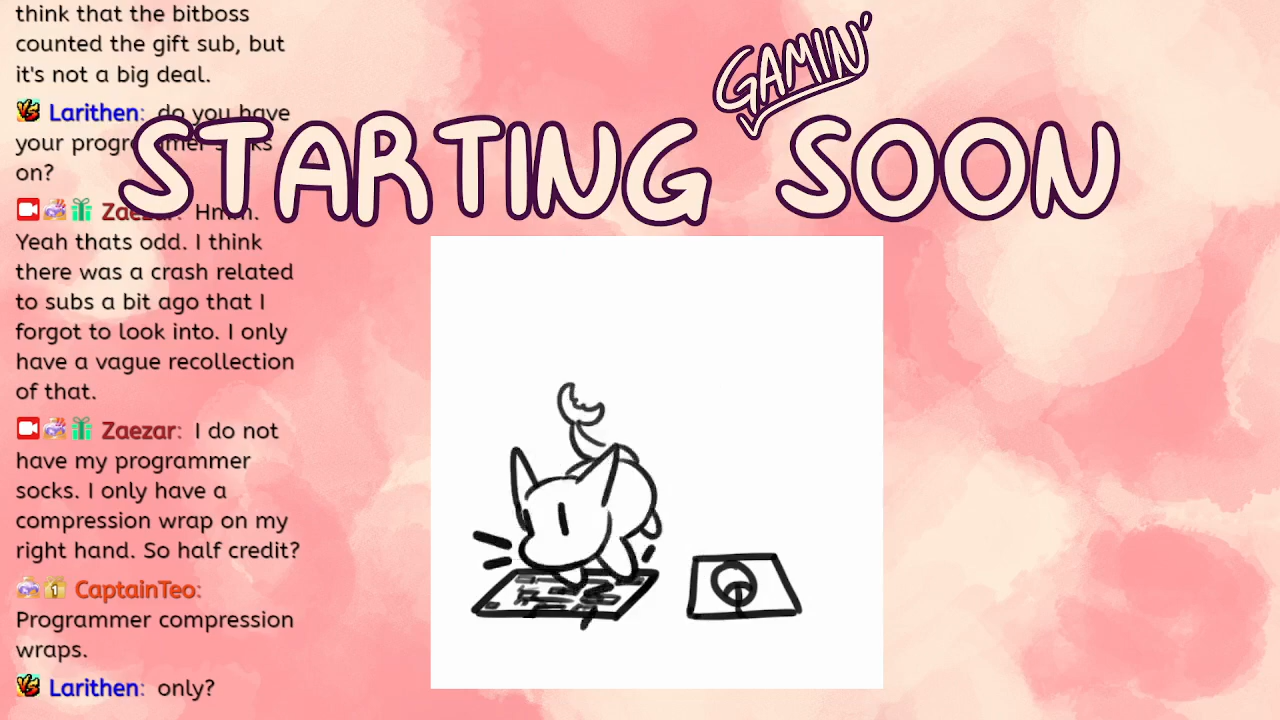 think that the bitboss
counted the gift sub, but
it's not a big deal.
Larithen: do you have
your programmer socks
on?
Zaezar: Hmm.
Yeah thats odd. I think
there was a crash related
to subs a bit ago that I
forgot to look into. I only
have a vague recollection
of that.
Zaezar: I do not
have my programmer
socks. I only have a
compression wrap on my
right hand. So half credit?
1 CaptainTeo:
Programmer compression
wraps.
Larithen: only?
GAMIN'
STARTING SOON